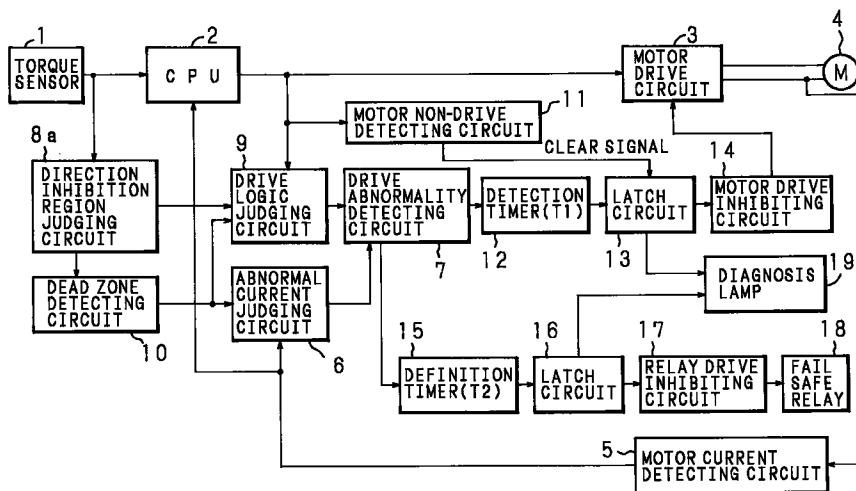 1
TORQUE
SENSOR
2
CPU
3
MOTOR
DRIVE
CIRCUIT
4
M
11
MOTOR NON-DRIVE
DETECTING CIRCUIT
CLEAR SIGNAL
8a
DIRECTION
INHIBITION
REGION
JUDGING
CIRCUIT
9
DRIVE
LOGIC
JUDGING
CIRCUIT
DRIVE
ABNORMALITY
DETECTING
CIRCUIT
7
DETECTION
TIMER(T1)
12
LATCH
CIRCUIT
13
14
MOTOR DRIVE
INHIBITING
CIRCUIT
DEAD ZONE
DETECTING
CIRCUIT
10
ABNORMAL
CURRENT
JUDGING
CIRCUIT
6
DIAGNOSIS
LAMP
19
15
DEFINITION
TIMER(T2)
16
LATCH
CIRCUIT
17
RELAY DRIVE
INHIBITING
CIRCUIT
18
FAIL
SAFE
RELAY
5
MOTOR CURRENT
DETECTING CIRCUIT